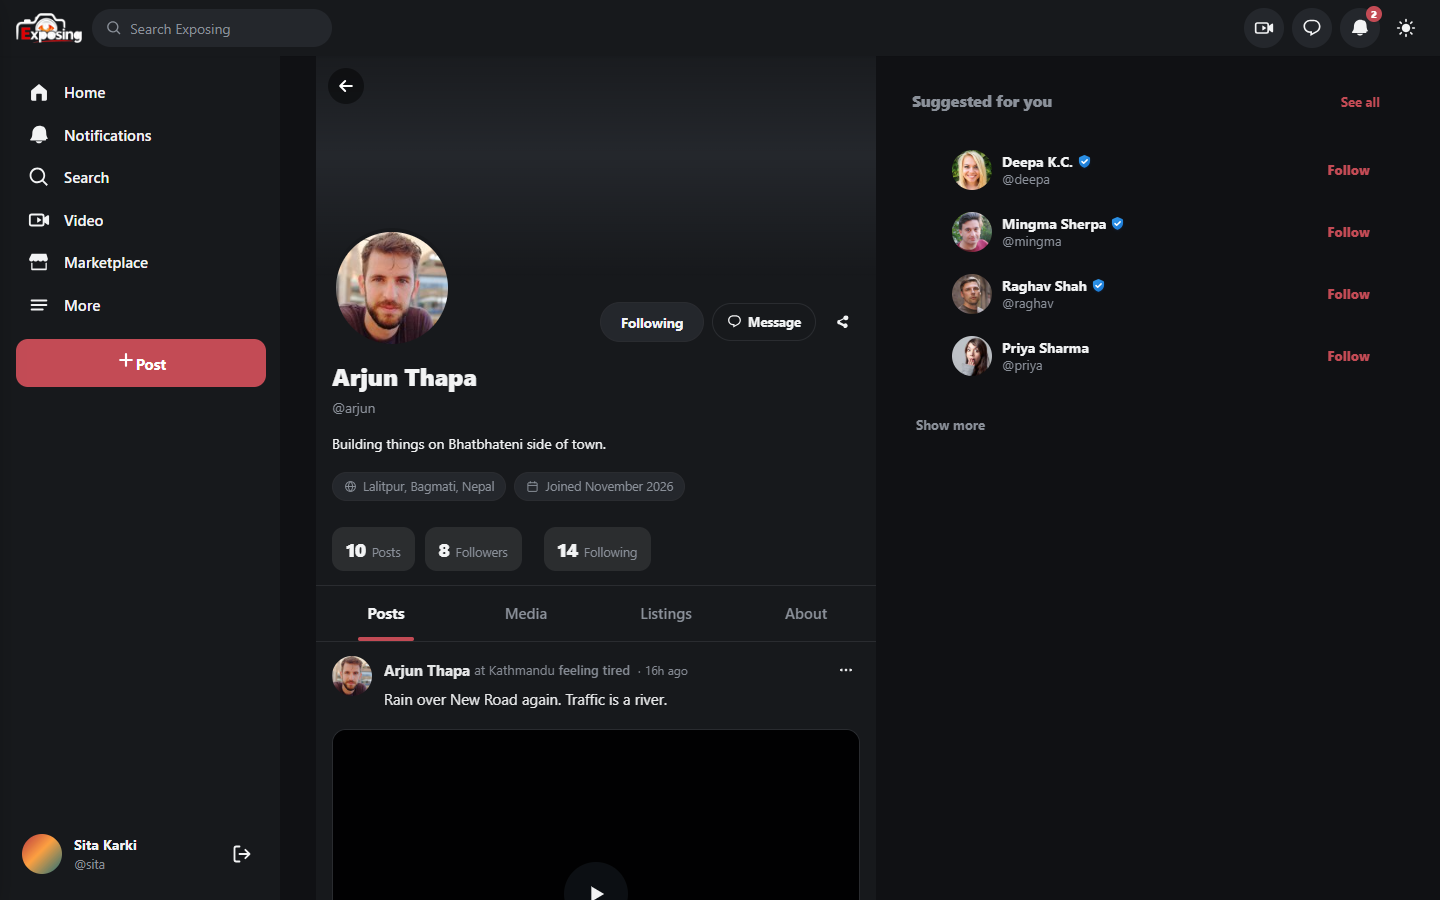 Exposing
Search Exposing
2
Home
Notifications
Search
Video
Marketplace
More
Post
Sita Karki
@sita
Following
Message
Arjun Thapa
@arjun
Building things on Bhatbhateni side of town.
Lalitpur, Bagmati, Nepal
Joined November 2026
10 Posts
8 Followers
14 Following
Posts
Media
Listings
About
Arjun Thapa at Kathmandu feeling tired · 16h ago
Rain over New Road again. Traffic is a river.
Suggested for you
See all
Deepa K.C.
@deepa
Follow
Mingma Sherpa
@mingma
Follow
Raghav Shah
@raghav
Follow
Priya Sharma
@priya
Follow
Show more